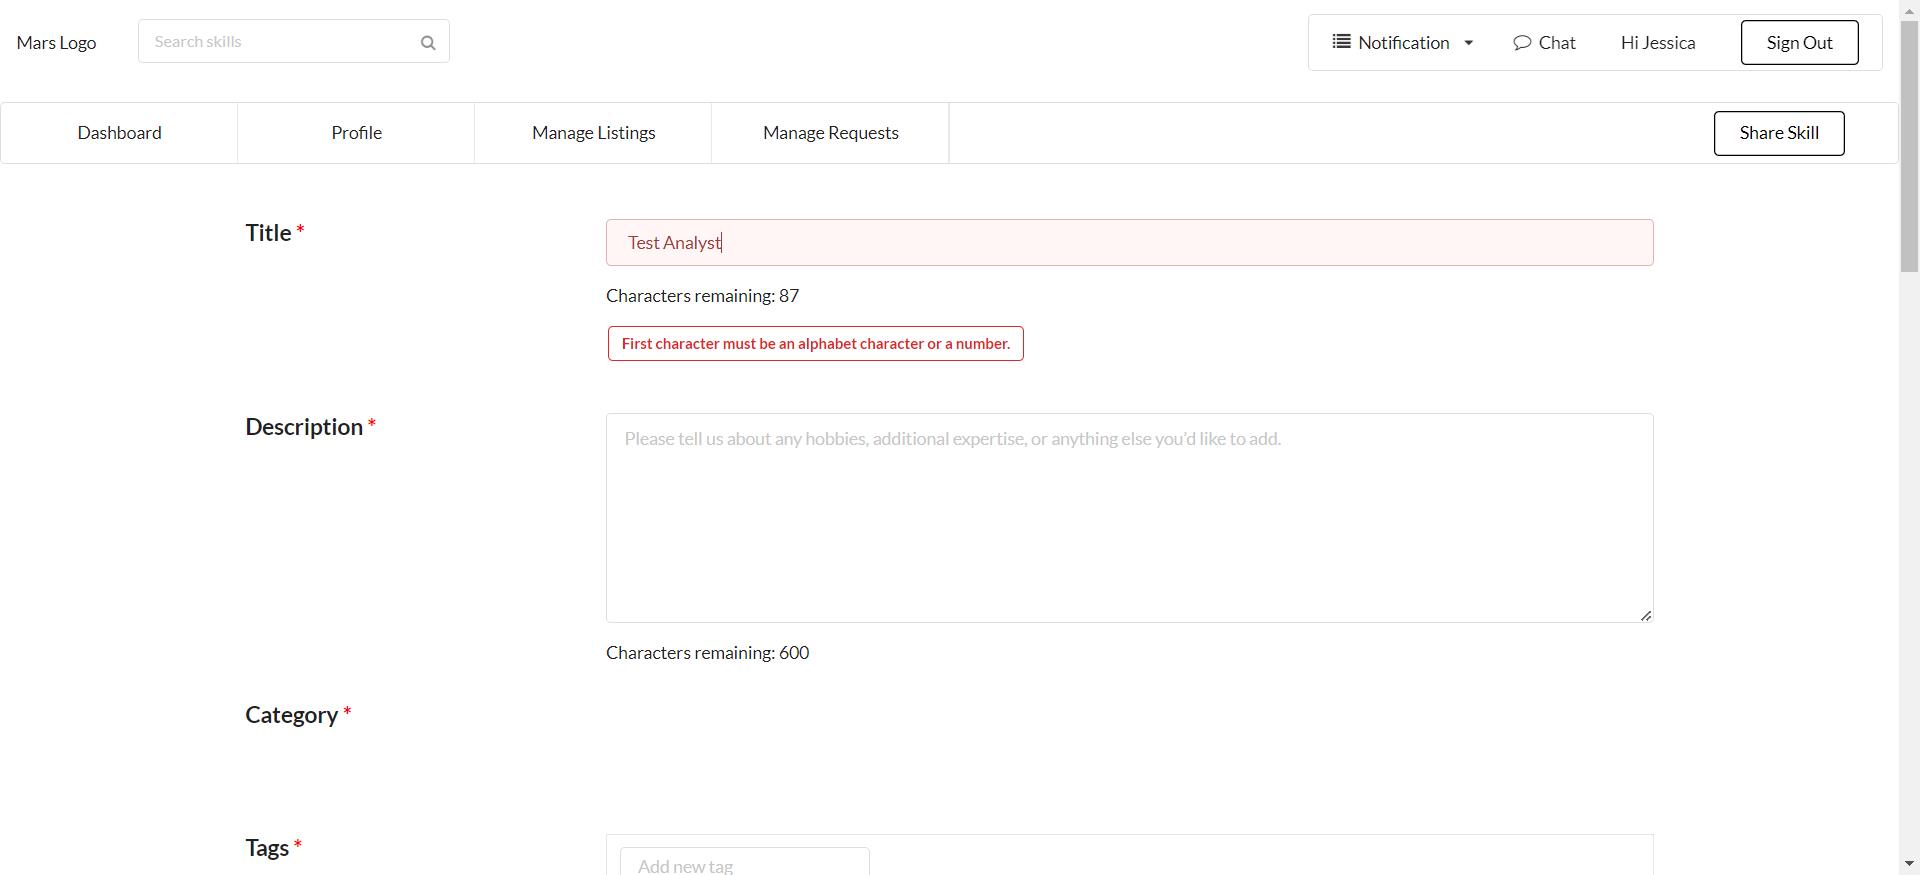 Mars Logo
Search skills
Notification
Chat
Hi Jessica
Sign Out
Dashboard
Profile
Manage Listings
Manage Requests
Share Skill
Title *
Test Analyst
Characters remaining: 87
First character must be an alphabet character or a number.
Description *
Please tell us about any hobbies, additional expertise, or anything else you'd like to add.
Characters remaining: 600
Category *
Tags *
Add new tag